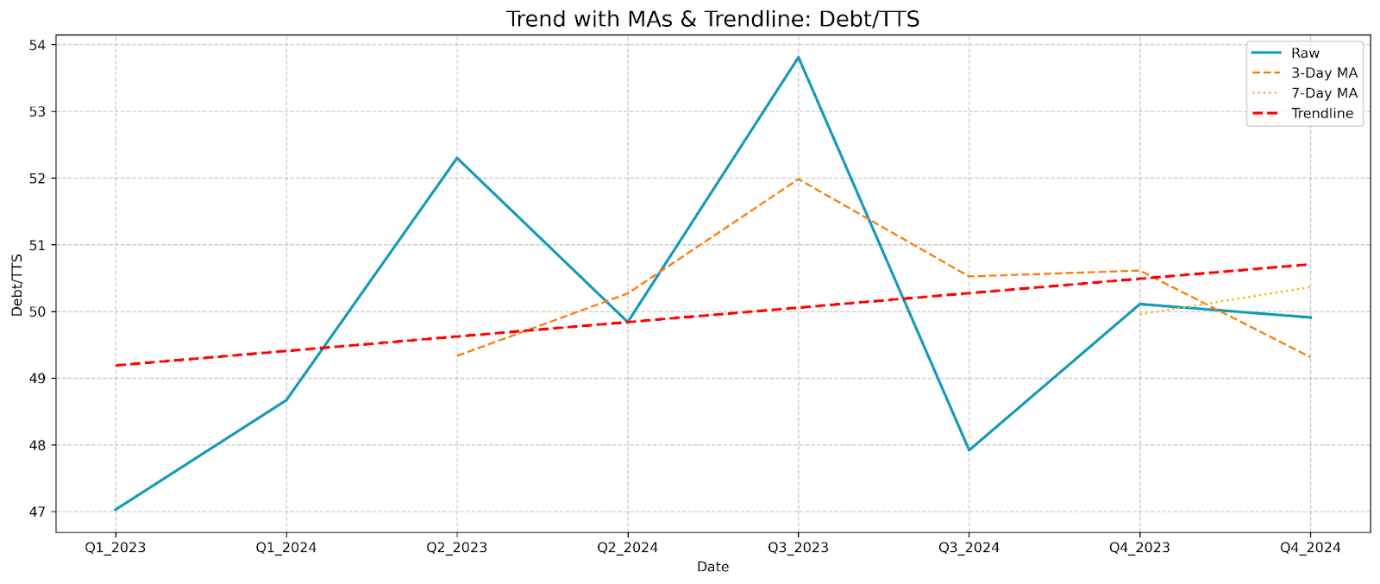 Trend with MAs & Trendline: Debt/TTS
Raw
3-Day MA
7-Day MA
Trendline
Debt/TTS
54
53
52
51
50
49
48
47
Q1_2023 Q1_2024 Q2_2023 Q2_2024 Q3_2023 Q3_2024 Q4_2023 Q4_2024
Date